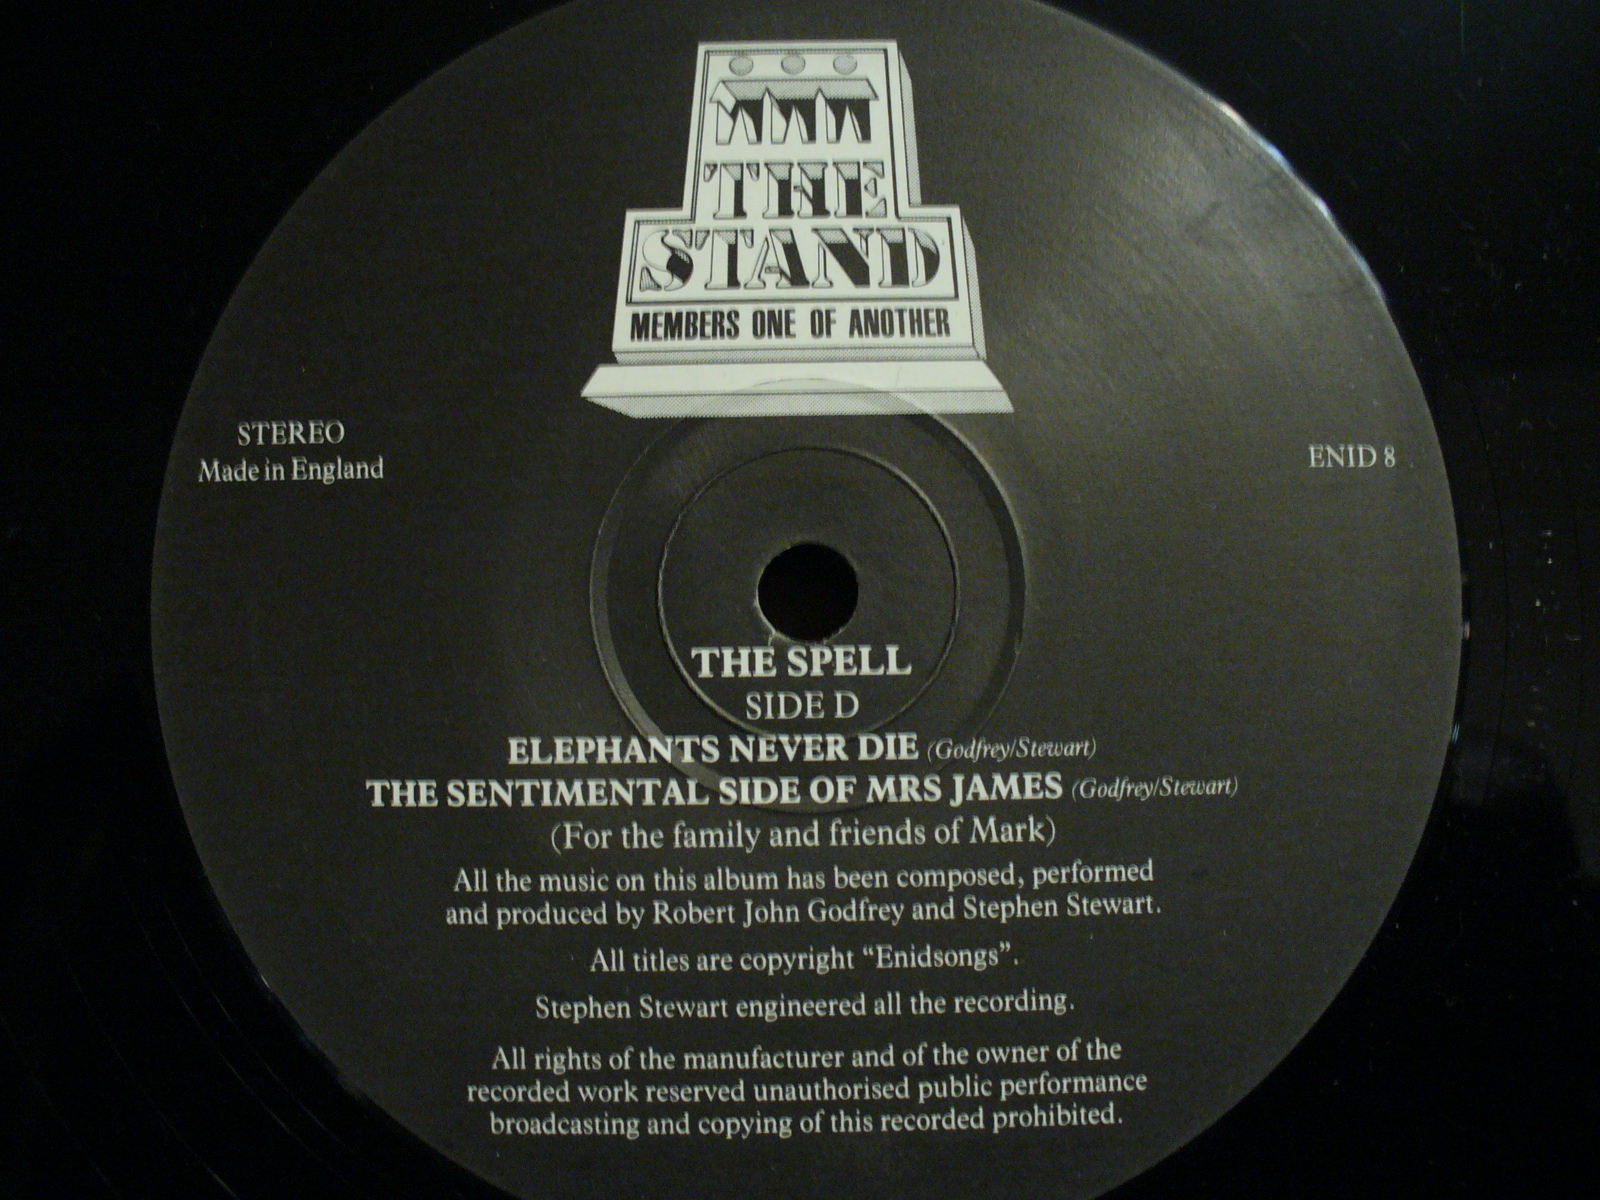 THE
STAND
MEMBERS ONE OF ANOTHER
STEREO
Made in England
ENID 8
THE SPELL
SIDE D
ELEPHANTS NEVER DIE (Godfrey/Stewart)
THE SENTIMENTAL SIDE OF MRS JAMES (Godfrey/Stewart)
(For the family and friends of Mark)
All the music on this album has been composed, performed
and produced by Robert John Godfrey and Stephen Stewart.
All titles are copyright “Enidsongs”.
Stephen Stewart engineered all the recording.
All rights of the manufacturer and of the owner of the
recorded work reserved unauthorised public performance
broadcasting and copying of this recorded prohibited.